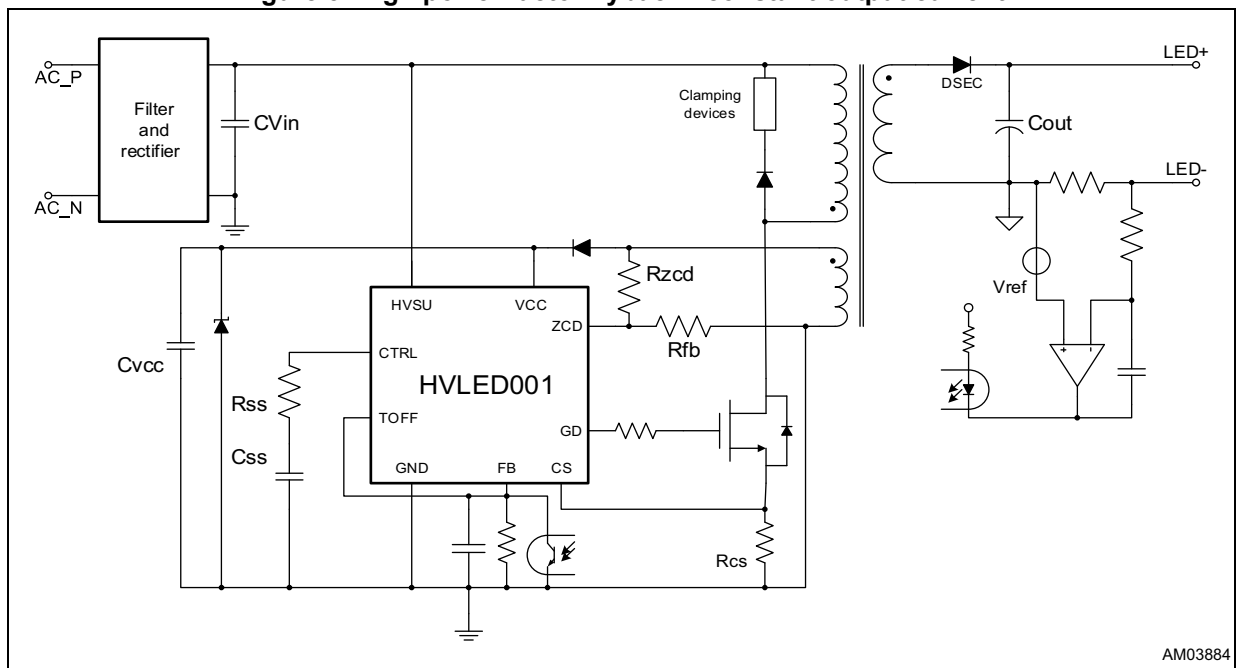 AC_P
AC_N
Filter
and
rectifier
CVin
Clamping
devices
DSEC
LED+
Cout
LED-
Vref
+
-
Rzcd
Rfb
HVSU
VCC
ZCD
CTRL
HVLED001
TOFF
GD
GND
FB
CS
Cvcc
Rss
Css
Rcs
AM03884